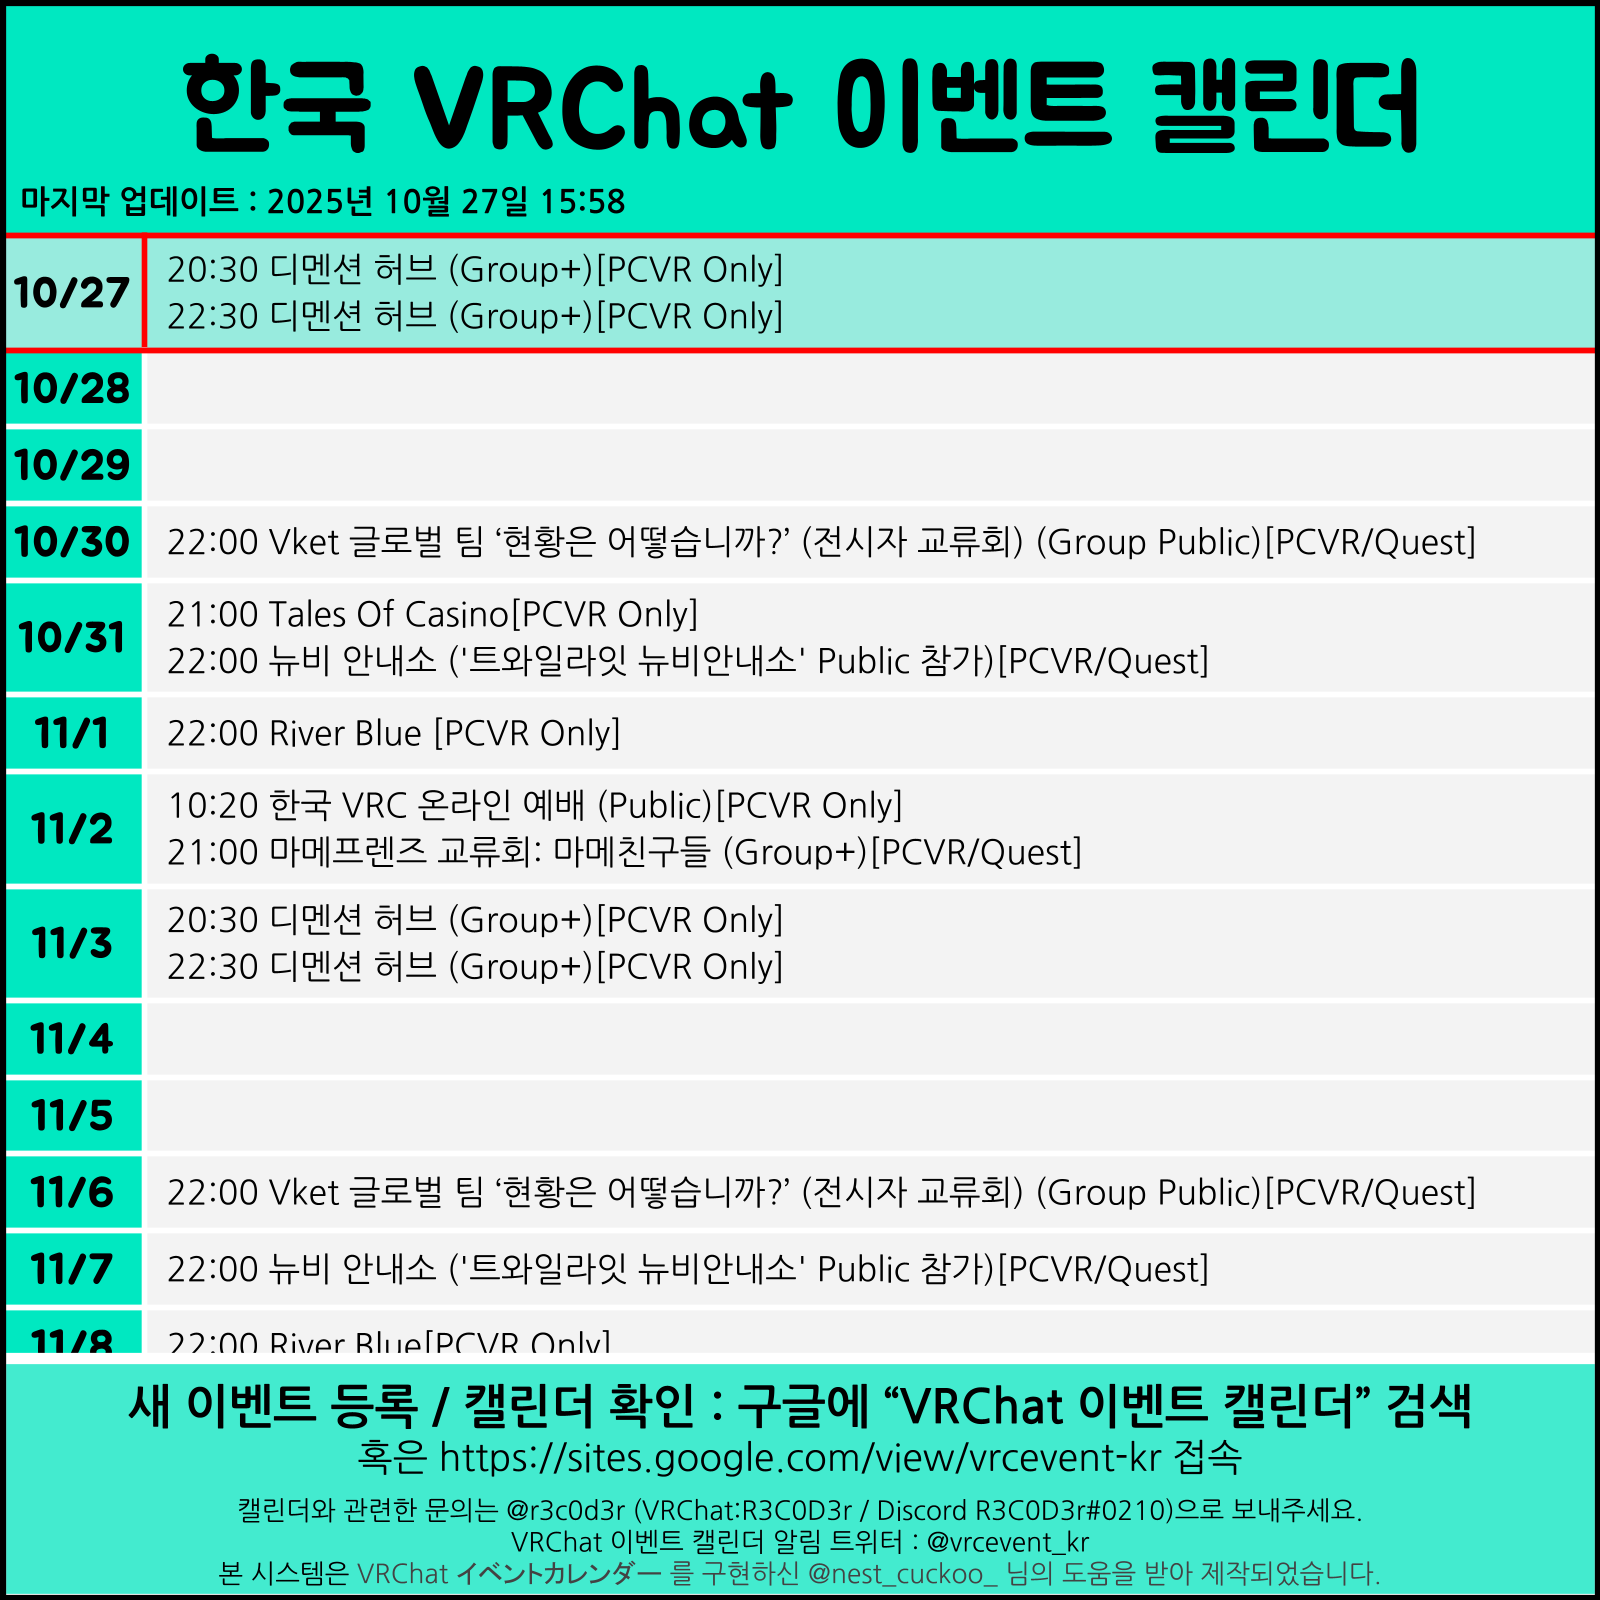 한국 VRChat 이벤트 캘린더
마지막 업데이트 : 2025년 10월 27일 15:58
10/27
20:30 디멘션 허브 (Group+)[PCVR Only]
22:30 디멘션 허브 (Group+)[PCVR Only]
10/28
10/29
10/30
22:00 Vket 글로벌 팀 ‘현황은 어떻습니까?’ (전시자 교류회) (Group Public)[PCVR/Quest]
10/31
21:00 Tales Of Casino[PCVR Only]
22:00 뉴비 안내소 ('트와일라잇 뉴비안내소' Public 참가)[PCVR/Quest]
11/1
22:00 River Blue [PCVR Only]
11/2
10:20 한국 VRC 온라인 예배 (Public)[PCVR Only]
21:00 마메프렌즈 교류회: 마메친구들 (Group+)[PCVR/Quest]
11/3
20:30 디멘션 허브 (Group+)[PCVR Only]
22:30 디멘션 허브 (Group+)[PCVR Only]
11/4
11/5
11/6
22:00 Vket 글로벌 팀 ‘현황은 어떻습니까?’ (전시자 교류회) (Group Public)[PCVR/Quest]
11/7
22:00 뉴비 안내소 ('트와일라잇 뉴비안내소' Public 참가)[PCVR/Quest]
11/8
22:00 River Blue[PCVR Only]
새 이벤트 등록 / 캘린더 확인 : 구글에 “VRChat 이벤트 캘린더” 검색
혹은 https://sites.google.com/view/vrcevent-kr 접속
캘린더와 관련한 문의는 @r3c0d3r (VRChat:R3C0D3r / Discord R3C0D3r#0210)으로 보내주세요.
VRChat 이벤트 캘린더 알림 트위터 : @vrcevent_kr
본 시스템은 VRChat イベントカレンダー 를 구현하신 @nest_cuckoo_ 님의 도움을 받아 제작되었습니다.